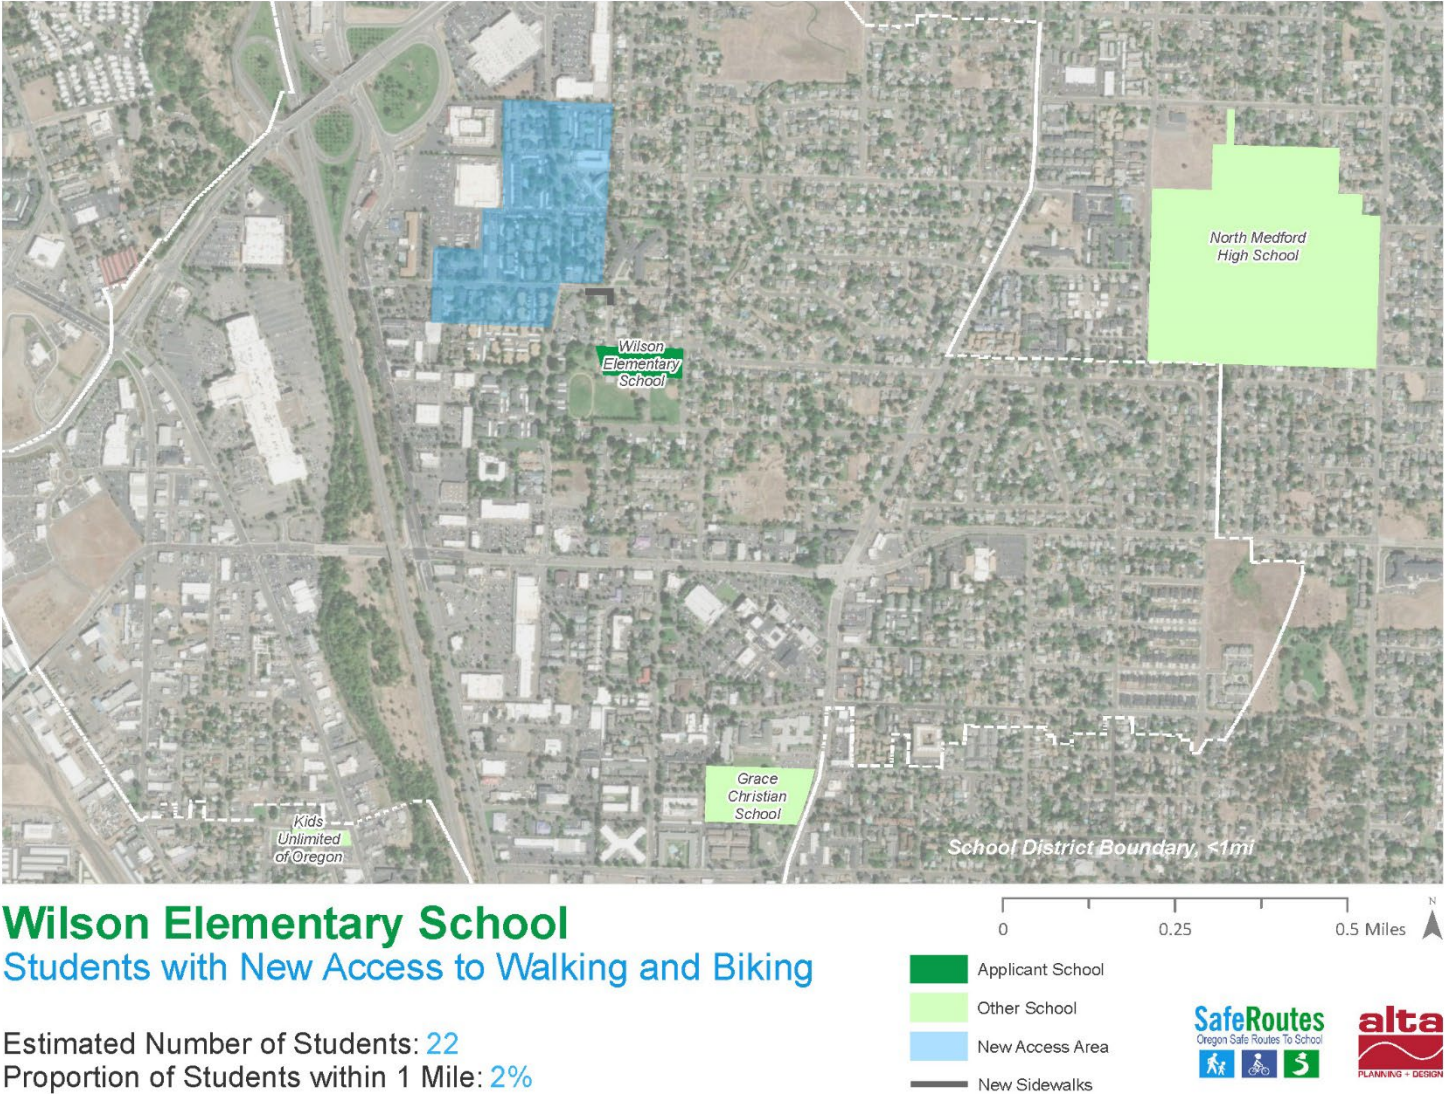 North Medford
High School
Wilson
Elementary
School
Grace
Christian
School
Kids
Unlimited
of Oregon
School District Boundary, <1mi
Wilson Elementary School
Students with New Access to Walking and Biking
Estimated Number of Students: 22
Proportion of Students within 1 Mile: 2%
0 0.25 0.5 Miles
N
Applicant School
Other School
New Access Area
New Sidewalks
SafeRoutes
Oregon Safe Routes To School
alta
PLANNING + DESIGN